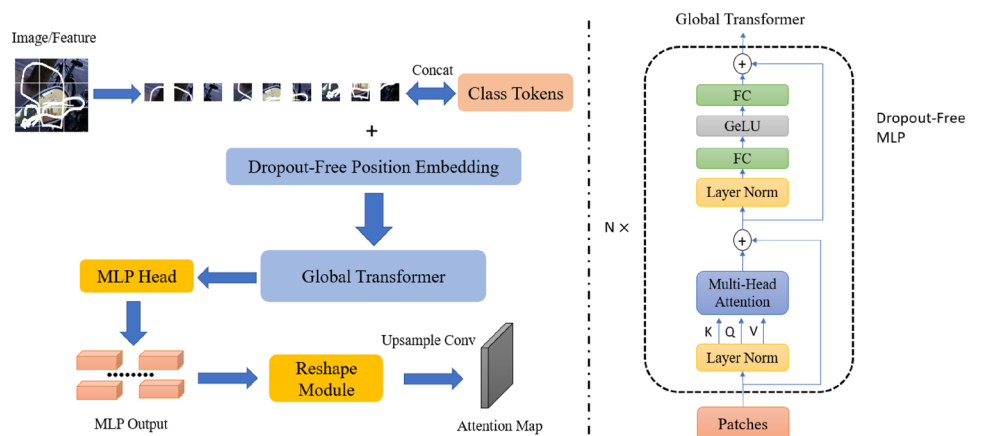 Image/Feature
Concat
Class Tokens
+
Dropout-Free Position Embedding
Global Transformer
MLP Head
MLP Output
Reshape
Module
Upsample Conv
Attention Map
Global Transformer
+
FC
GeLU
FC
Layer Norm
Dropout-Free
MLP
N ×
+
Multi-Head
Attention
K Q V
Layer Norm
Patches